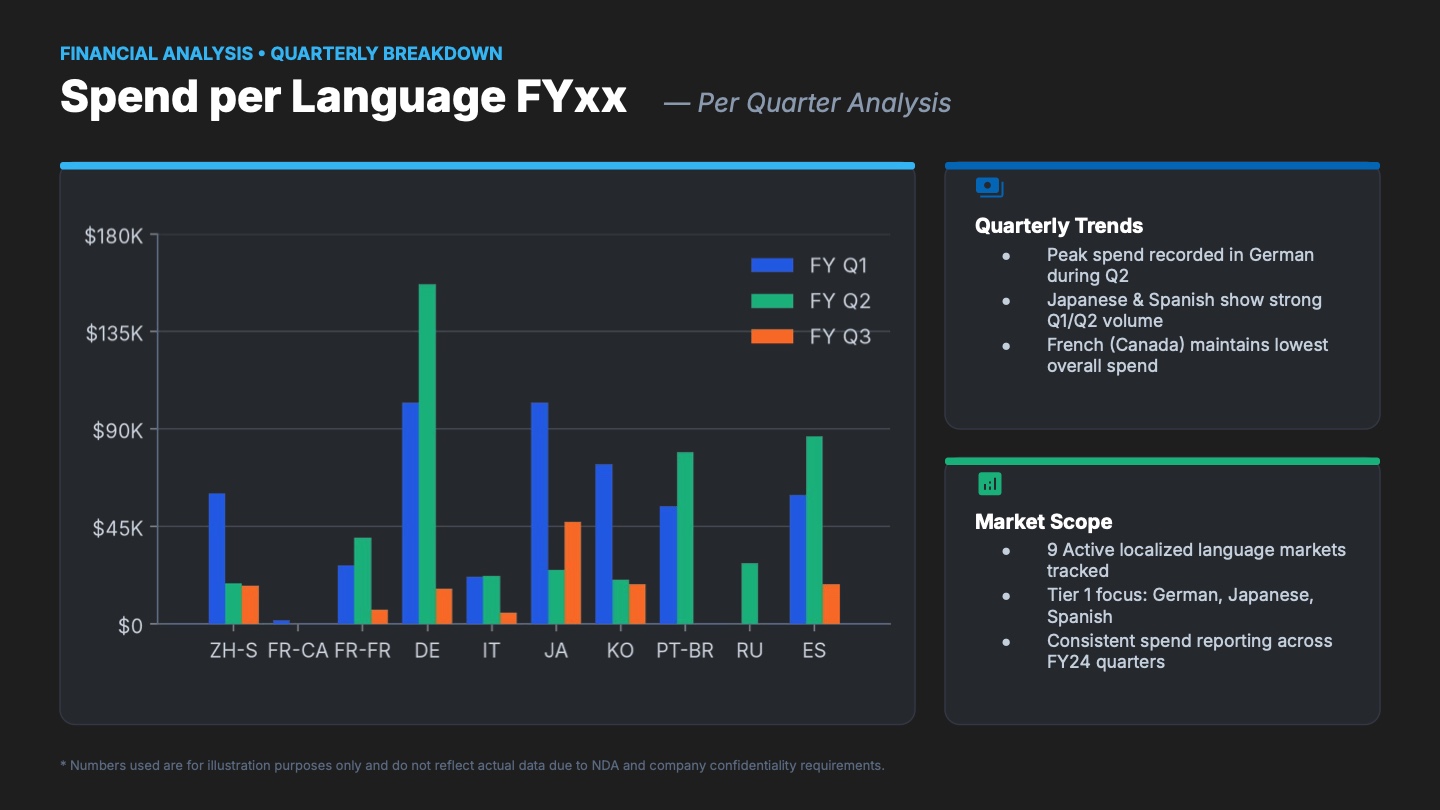 FINANCIAL ANALYSIS • QUARTERLY BREAKDOWN
Spend per Language FYxx — Per Quarter Analysis
$180K
$135K
$90K
$45K
$0
FY Q1
FY Q2
FY Q3
ZH-S FR-CA FR-FR DE IT JA KO PT-BR RU ES
Quarterly Trends
● Peak spend recorded in German
during Q2
● Japanese & Spanish show strong
Q1/Q2 volume
● French (Canada) maintains lowest
overall spend
Market Scope
● 9 Active localized language markets
tracked
● Tier 1 focus: German, Japanese,
Spanish
● Consistent spend reporting across
FY24 quarters
* Numbers used are for illustration purposes only and do not reflect actual data due to NDA and company confidentiality requirements.